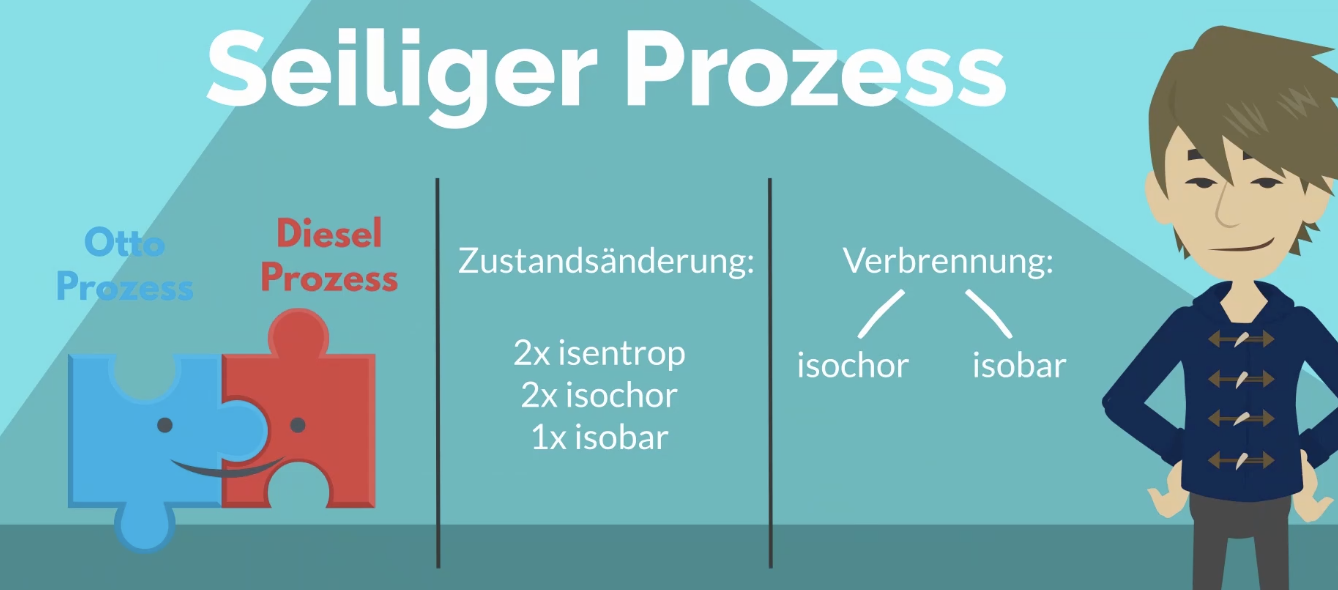 Seiliger Prozess
Otto
Prozess
Diesel
Prozess
Zustandsänderung:
2x isentrop
2x isochor
1x isobar
Verbrennung:
isochor
isobar